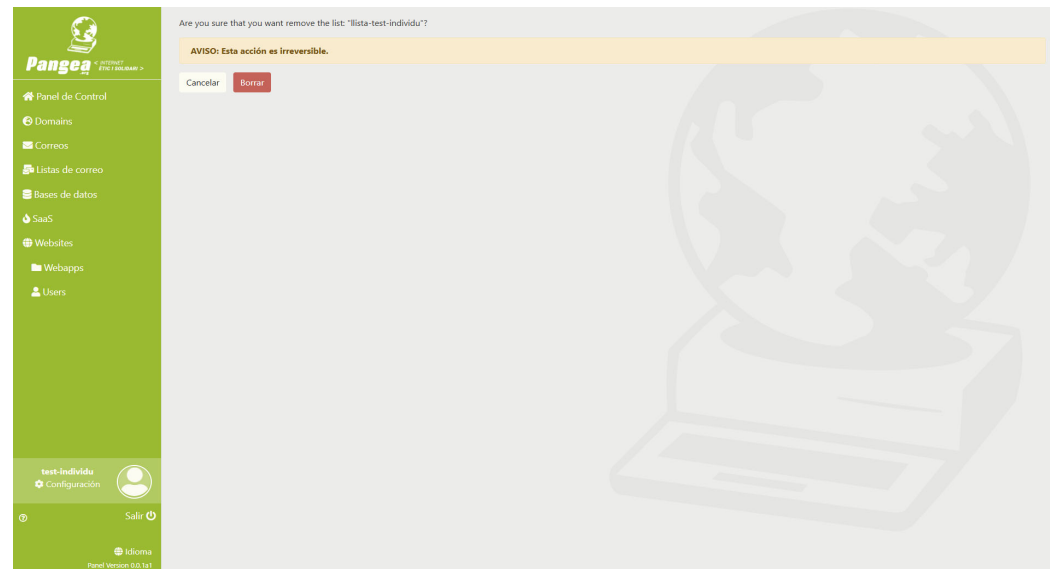 Pangea
.org
< INTERNET
ÈTIC I SOLIDARI >
Panel de Control
Domains
Correos
Listas de correo
Bases de datos
SaaS
Websites
Webapps
Users
test-individu
Configuración
Salir
Idioma
Panel Version 0.0.1a1
Are you sure that you want remove the list: "llista-test-individu"?
AVISO: Esta acción es irreversible.
Cancelar
Borrar